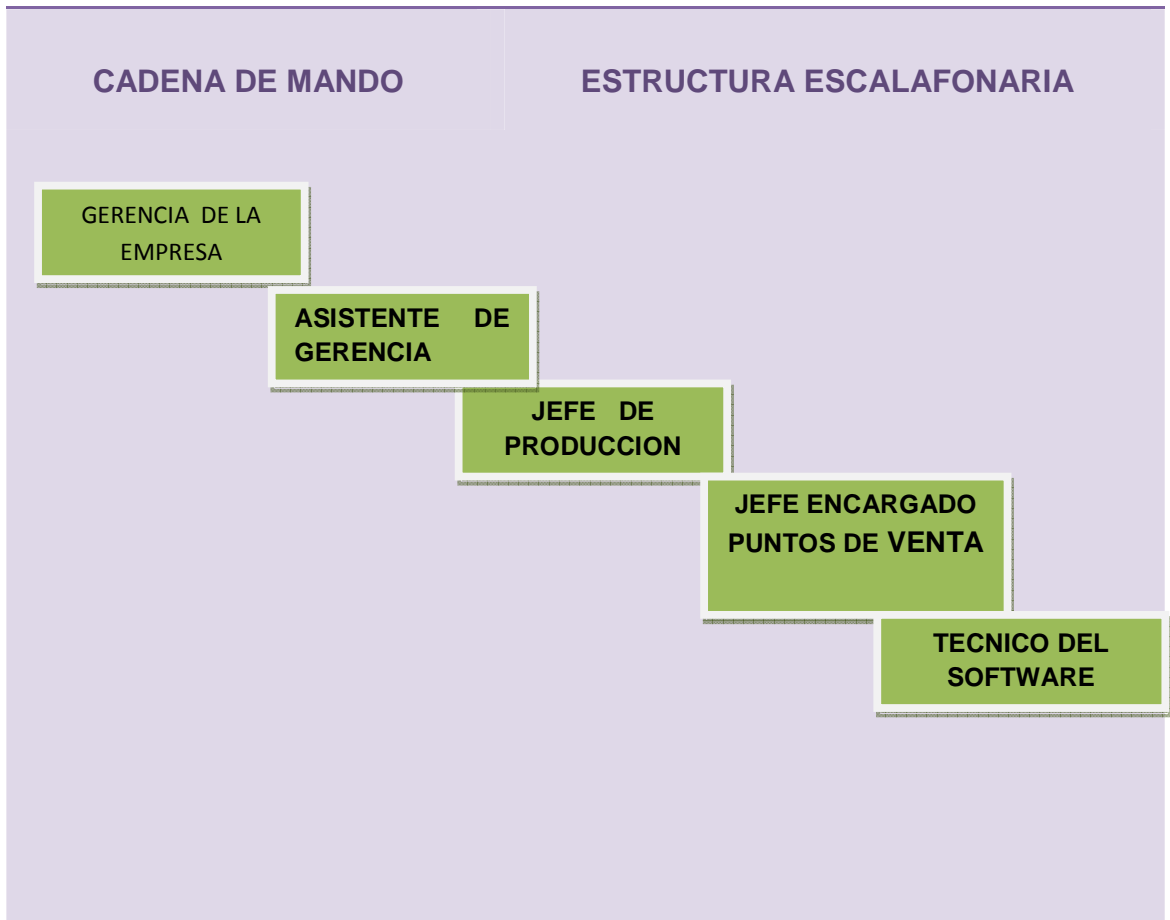 CADENA DE MANDO
ESTRUCTURA ESCALAFONARIA
GERENCIA DE LA
EMPRESA
ASISTENTE DE
GERENCIA
JEFE DE
PRODUCCION
JEFE ENCARGADO
PUNTOS DE VENTA
TECNICO DEL
SOFTWARE